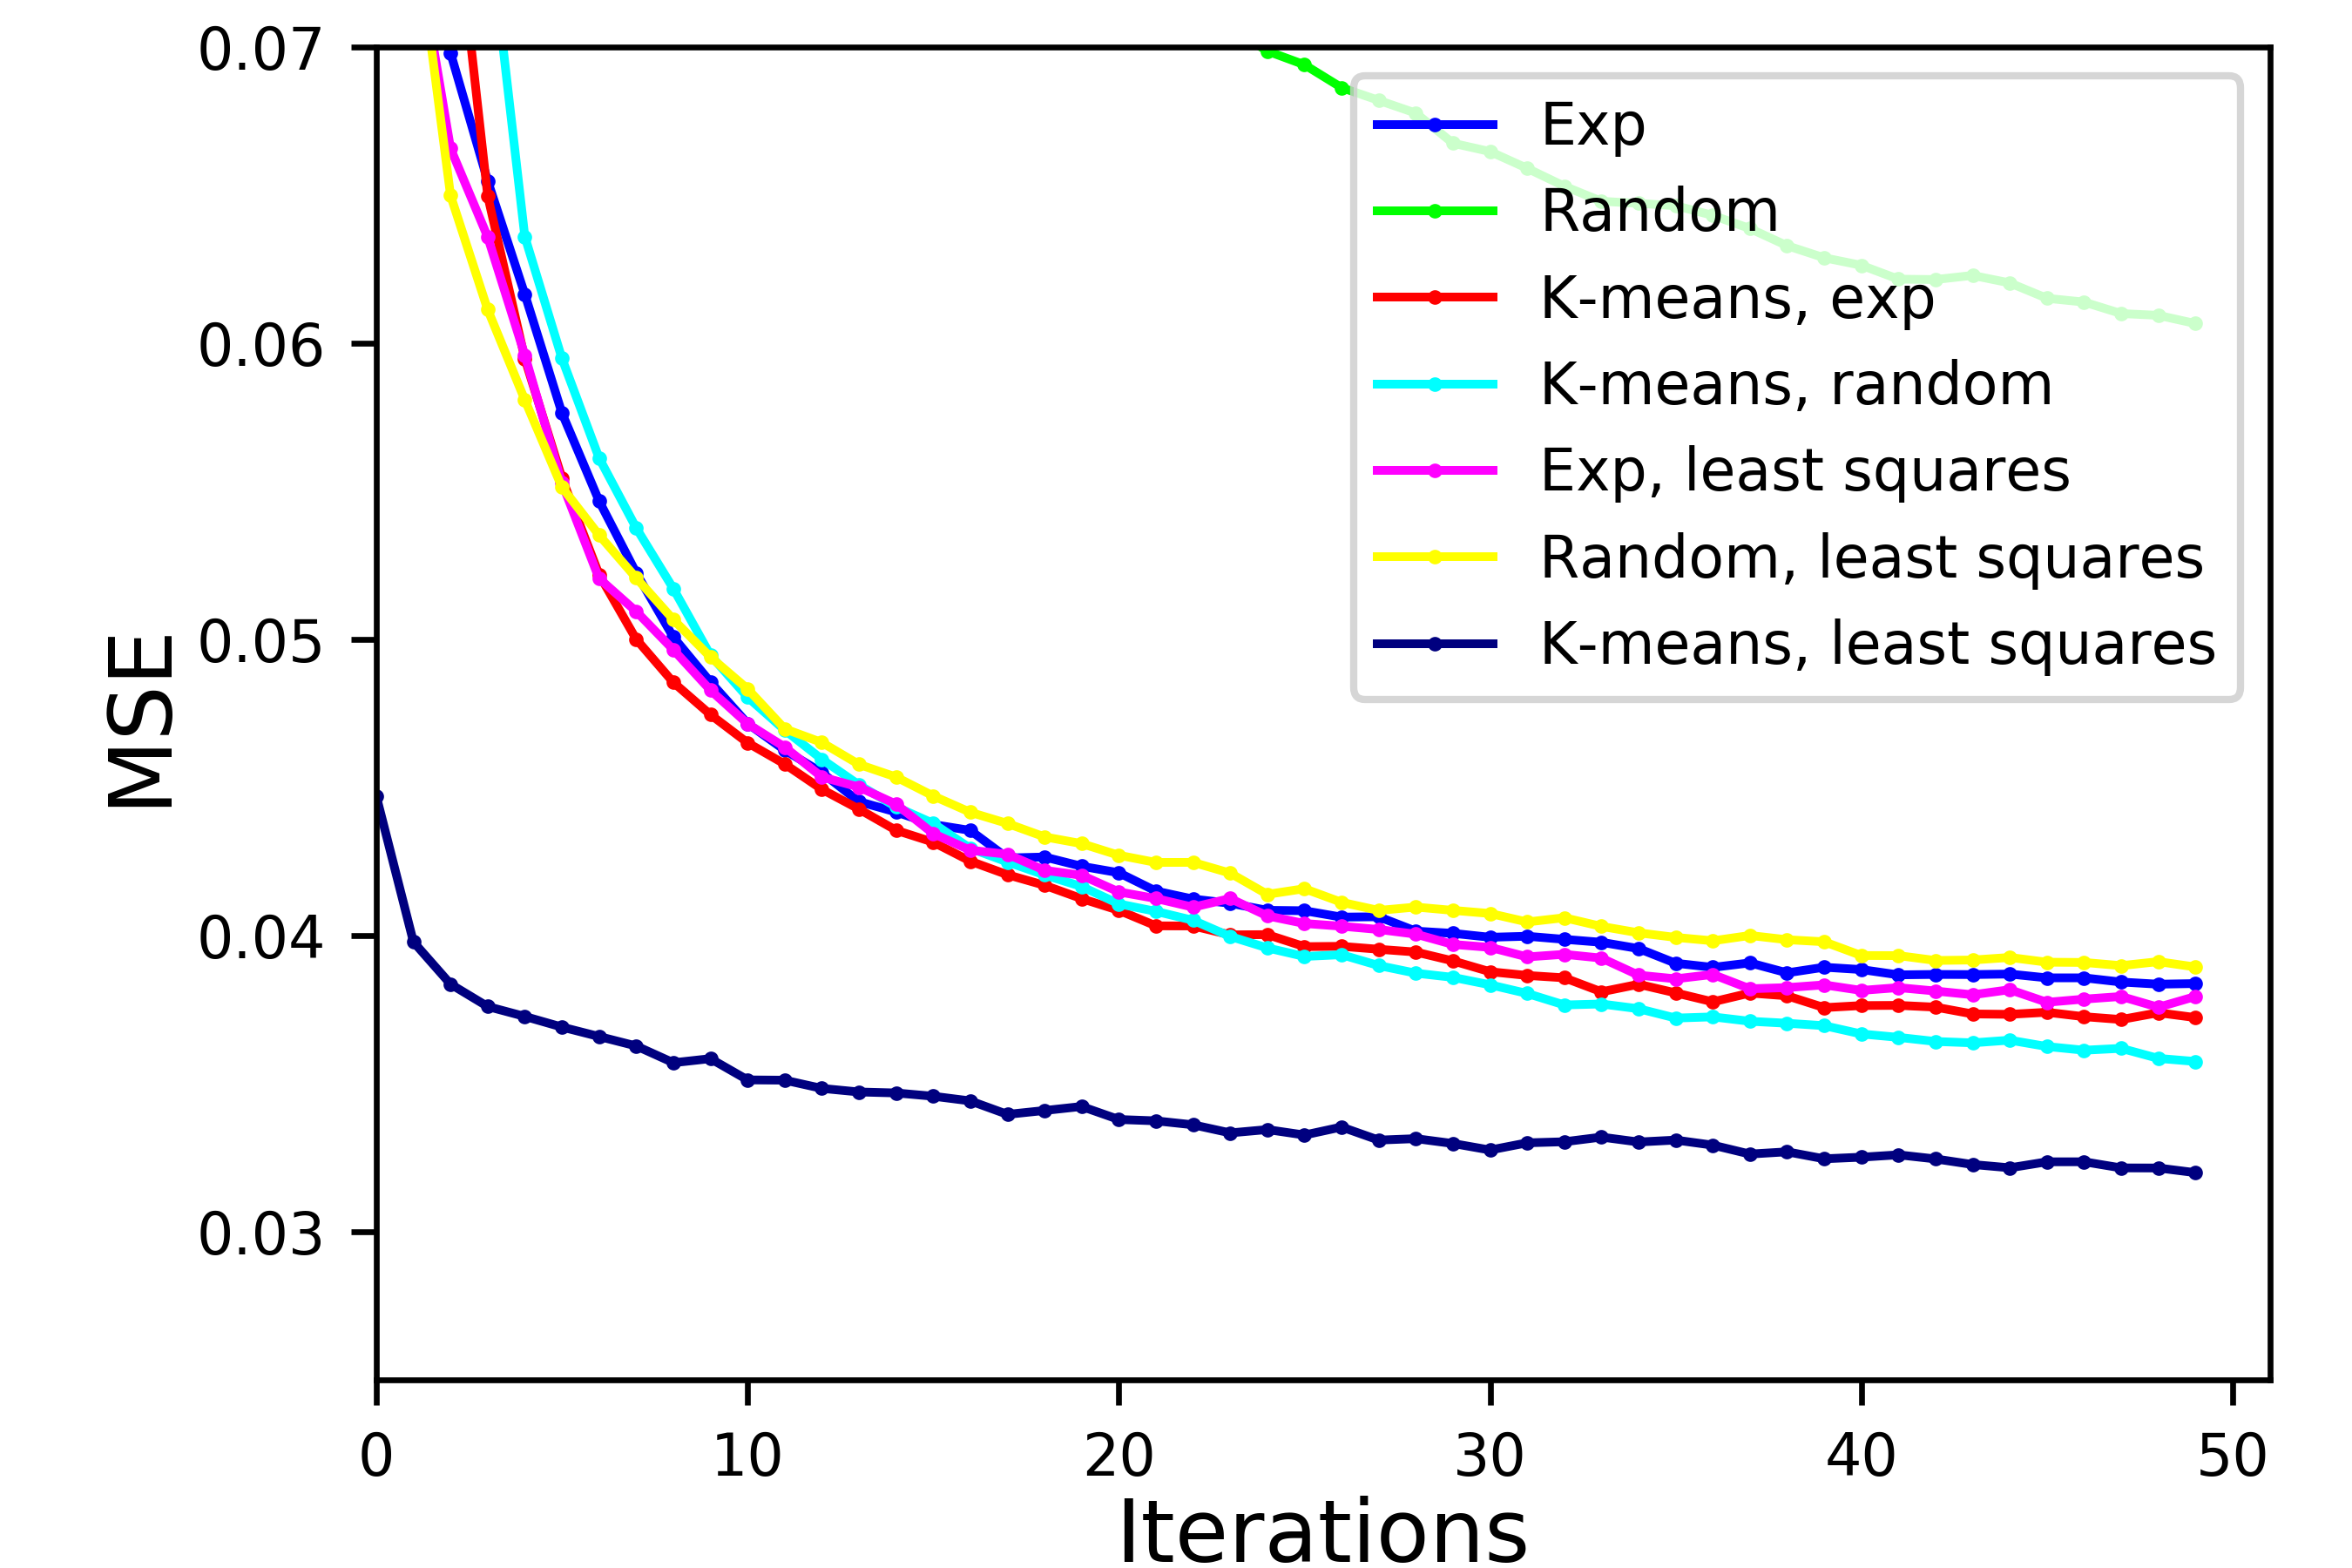 0.07
0.06
0.05
0.04
0.03
MSE
Exp
Random
K-means, exp
K-means, random
Exp, least squares
Random, least squares
K-means, least squares
0 10 20 30 40 50
Iterations